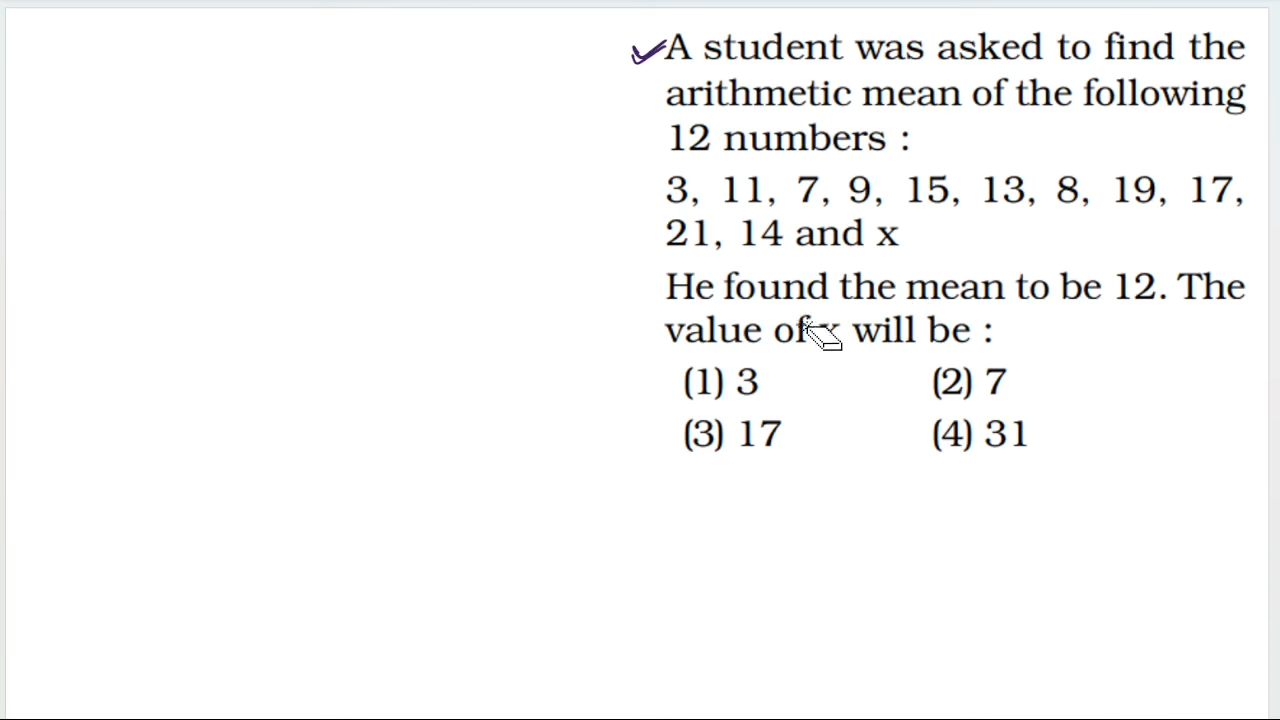 A student was asked to find the
arithmetic mean of the following
12 numbers :
3, 11, 7, 9, 15, 13, 8, 19, 17,
21, 14 and x
He found the mean to be 12. The
value of x will be :
(1) 3 (2) 7
(3) 17 (4) 31